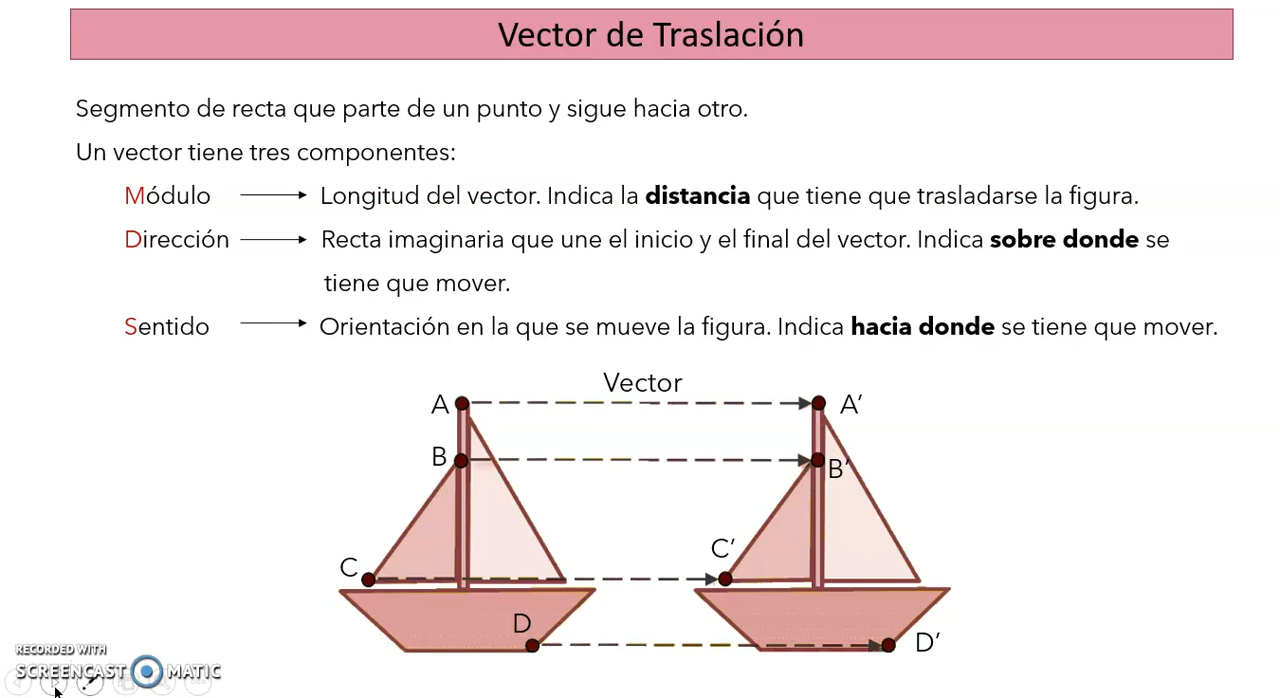 Vector de Traslación
Segmento de recta que parte de un punto y sigue hacia otro.
Un vector tiene tres componentes:
Módulo Longitud del vector. Indica la distancia que tiene que trasladarse la figura.
Dirección Recta imaginaria que une el inicio y el final del vector. Indica sobre donde se
tiene que mover.
Sentido Orientación en la que se mueve la figura. Indica hacia donde se tiene que mover.
Vector
A A’
B B’
C C’
D D’
RECORDED WITH
SCREENCAST MATIC